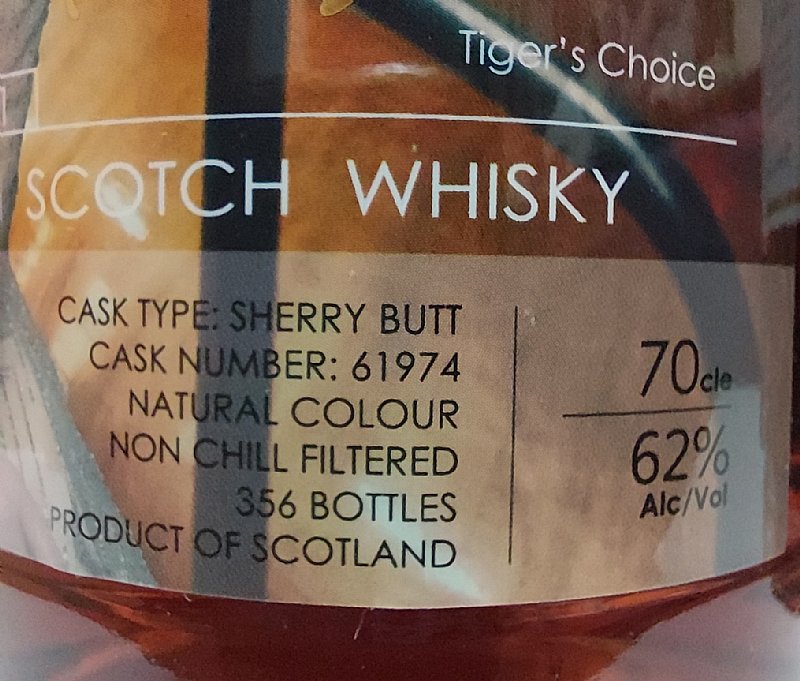 Tiger's Choice
SCOTCH WHISKY
CASK TYPE: SHERRY BUTT
CASK NUMBER: 61974
NATURAL COLOUR
NON CHILL FILTERED
356 BOTTLES
PRODUCT OF SCOTLAND
70cle
62%
Alc/Vol